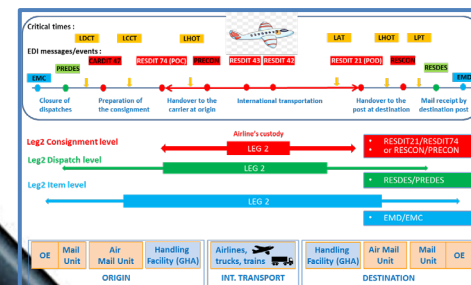 Critical times :
LDCT
LCCT
LHOT
LAT
LHOT
LPT
EDI messages/events :
EMC
PREDES
CARDIT 47
RESDIT 74 (POC)
PRECON
RESDIT 43
RESDIT 42
RESDIT 21 (POD)
RESCON
RESDES
EMD
Closure of
dispatches
Preparation of
the consignment
Handover to the
carrier at origin
International transportation
Handover to the
post at destination
Mail receipt by
destination post
Airline's custody
Leg2 Consignment level
LEG 2
• RESDIT21/RESDIT74
or RESCON/PRECON
Leg2 Dispatch level
LEG 2
• RESDES/PREDES
Leg2 Item level
LEG 2
• EMD/EMC
OE
Mail
Unit
Air
Mail Unit
Handling
Facility (GHA)
Airlines,
trucks, trains
Handling
Facility (GHA)
Air Mail
Unit
Mail
Unit
OE
ORIGIN
INT. TRANSPORT
DESTINATION